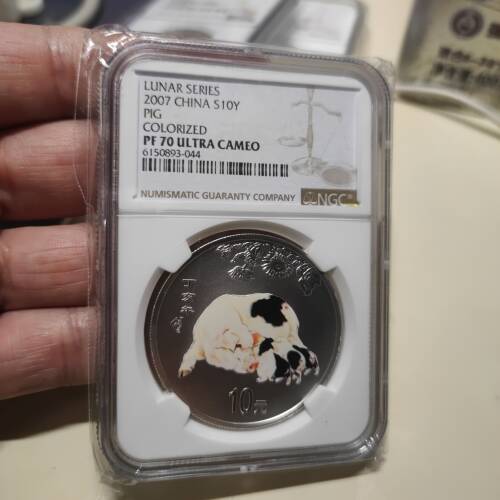 LUNAR SERIES
2007 CHINA S10Y
PIG
COLORIZED
PF 70 ULTRA CAMEO
6150893-044
NUMISMATIC GUARANTY COMPANY
NGC
丁亥年
10元